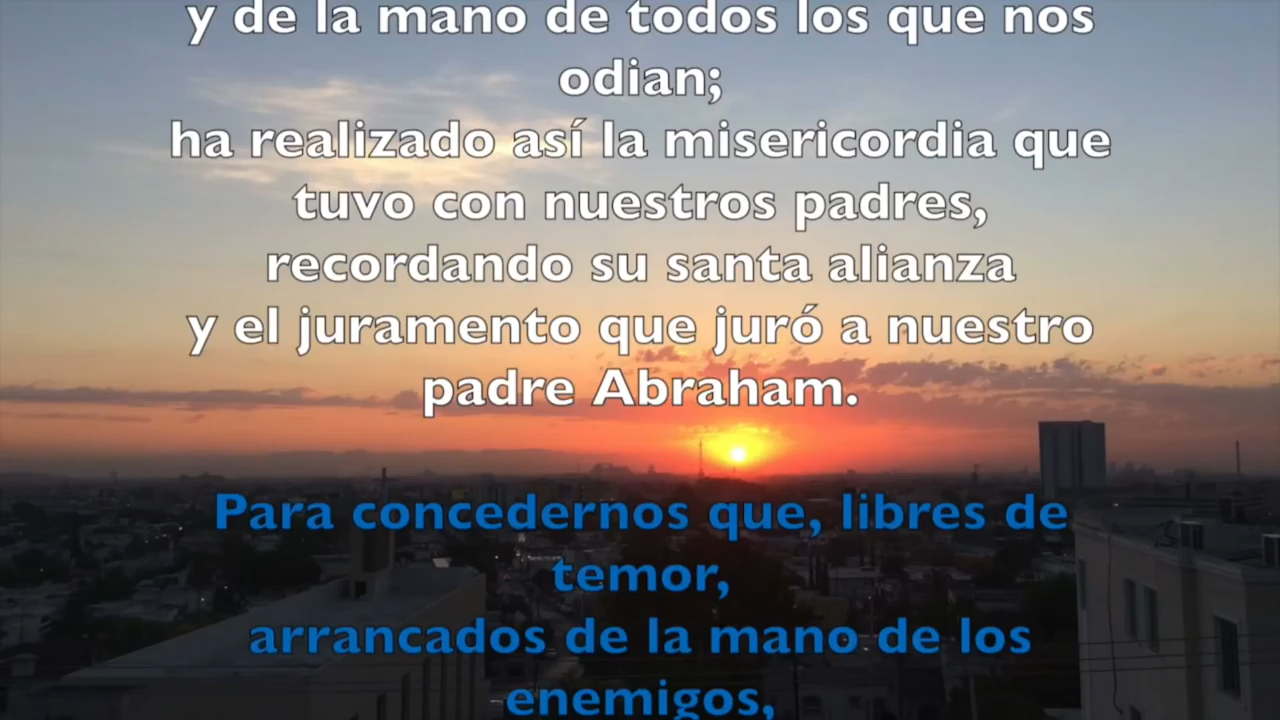 y de la mano de todos los que nos
odian;
ha realizado así la misericordia que
tuvo con nuestros padres,
recordando su santa alianza
y el juramento que juró a nuestro
padre Abraham.
Para concedernos que, libres de
temor,
arrancados de la mano de los
enemigos,